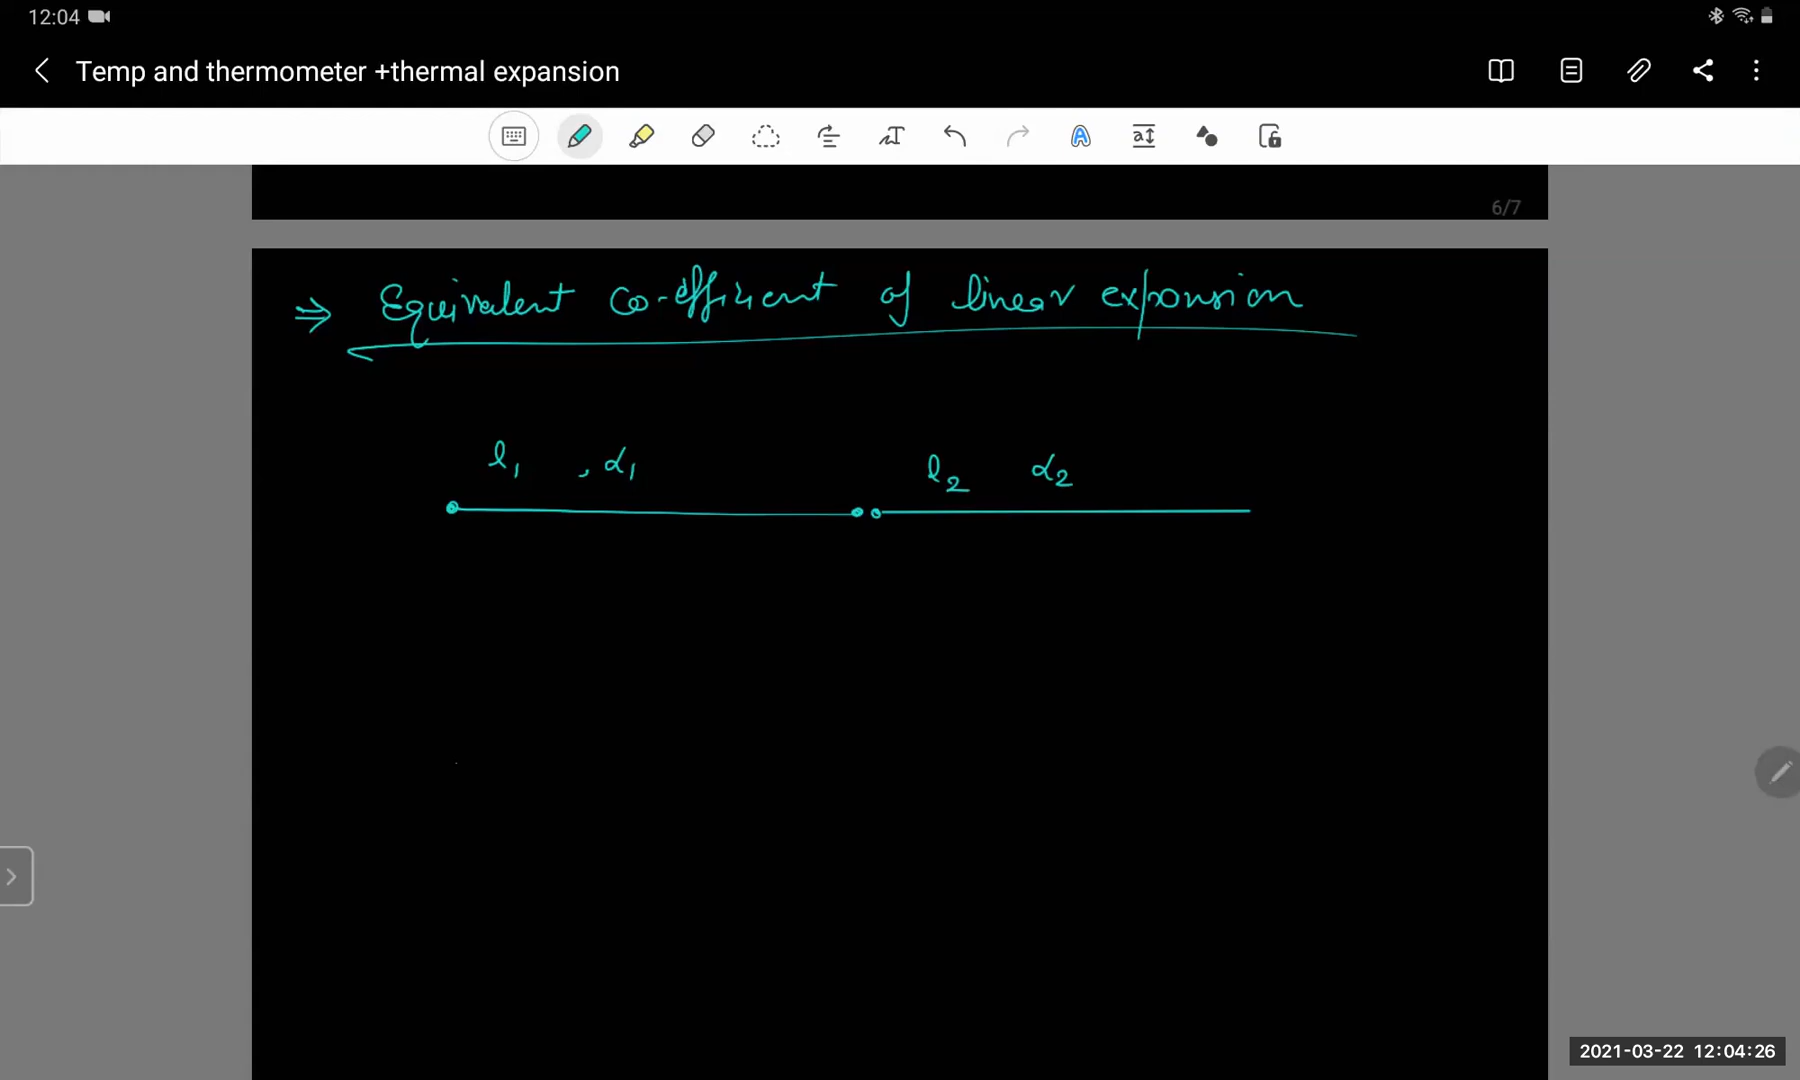 12:04
Temp and thermometer +thermal expansion
6/7
⇒ Equivalent co-efficient of linear expansion
l1 , α1
l2 α2
2021-03-22 12:04:26